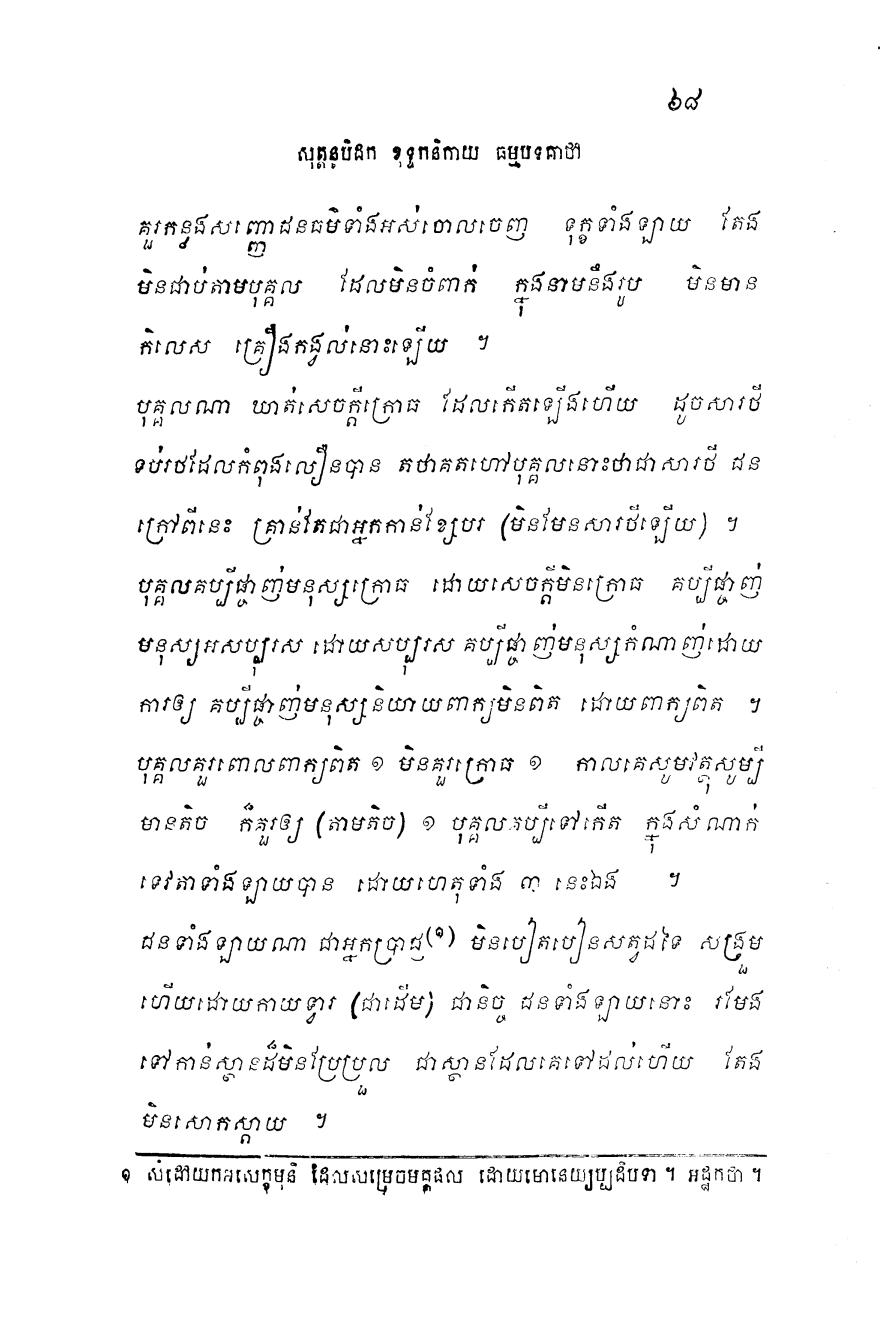 ៦៨
សុត្តន្តបិដក ខុទ្ទកនិកាយ ធម្មបទគាថា
គួរកន្លងសញ្ញោជនធម៌ទាំងអស់ចោលចេញ ទុក្ខទាំងឡាយ តែង
មិនជាប់តាមបុគ្គល ដែលមិនចំពាក់ ក្នុងនាមនឹងរូប មិនមាន
កិលេស គ្រឿងកង្វល់នោះឡើយ ។
បុគ្គលណា ឃាត់សេចក្តីក្រោធ ដែលកើតឡើងហើយ ដូចសារថី
ទប់រថដែលកំពុងលឿនបាន តថាគតហៅបុគ្គលនោះថាជាសារថី ជន
ក្រៅពីនេះ គ្រាន់តែជាអ្នកកាន់ខ្សែបរ (មិនមែនសារថីឡើយ) ។
បុគ្គលគប្បីផ្ចាញ់មនុស្សក្រោធ ដោយសេចក្តីមិនក្រោធ គប្បីផ្ចាញ់
មនុស្សអសប្បុរស ដោយសប្បុរស គប្បីផ្ចាញ់មនុស្សកំណាញ់ដោយ
ការឲ្យ គប្បីផ្ចាញ់មនុស្សនិយាយពាក្យមិនពិត ដោយពាក្យពិត ។
បុគ្គលគួរពោលពាក្យពិត ១ មិនគួរក្រោធ ១ កាលគេសូមវត្ថុសូម្បី
មានតិច ក៏គួរឲ្យ (តាមតិច) ១ បុគ្គលគប្បីទៅកើត ក្នុងសំណាក់
ទេវតាទាំងឡាយបាន ដោយហេតុទាំង ៣ នេះឯង ។
ជនទាំងឡាយណា ជាអ្នកប្រាជ្ញ(១) មិនបៀតបៀនសត្វដទៃ សង្រួម
ហើយដោយកាយទ្វារ (ជាដើម) ជានិច្ច ជនទាំងឡាយនោះ រមែង
ទៅកាន់ស្ថានដ៏មិនប្រែប្រួល ជាស្ថានដែលគេទៅដល់ហើយ តែង
មិនសោកស្តាយ ។
១ សំដៅយកអសេក្ខមុនី ដែលសម្រេចមគ្គផល ដោយមោនេយ្យប្បដិបទា ។ អដ្ឋកថា ។